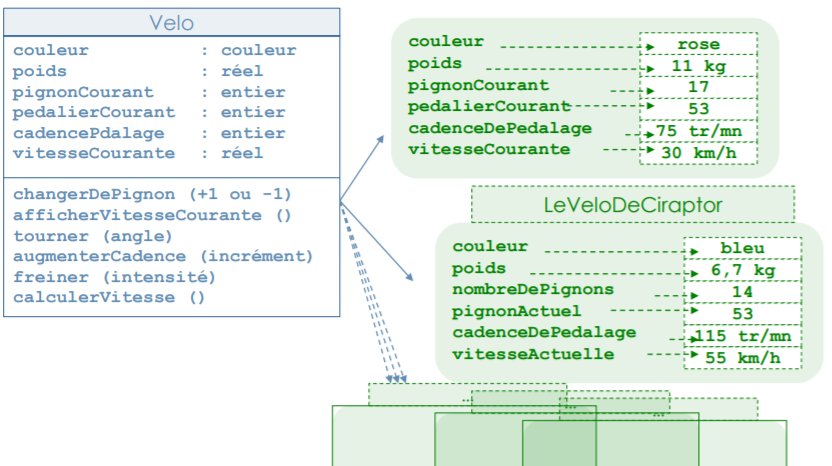 Velo
couleur : couleur
poids : réel
pignonCourant : entier
pedalierCourant : entier
cadencePdalage : entier
vitesseCourante : réel
changerDePignon (+1 ou -1)
afficherVitesseCourante ()
tourner (angle)
augmenterCadence (incrément)
freiner (intensité)
calculerVitesse ()
couleur rose
poids 11 kg
pignonCourant 17
pedalierCourant 53
cadenceDePedalage 75 tr/mn
vitesseCourante 30 km/h
LeVeloDeCiraptor
couleur bleu
poids 6,7 kg
nombreDePignons 14
pignonActuel 53
cadenceDePedalage 115 tr/mn
vitesseActuelle 55 km/h
...
...
...